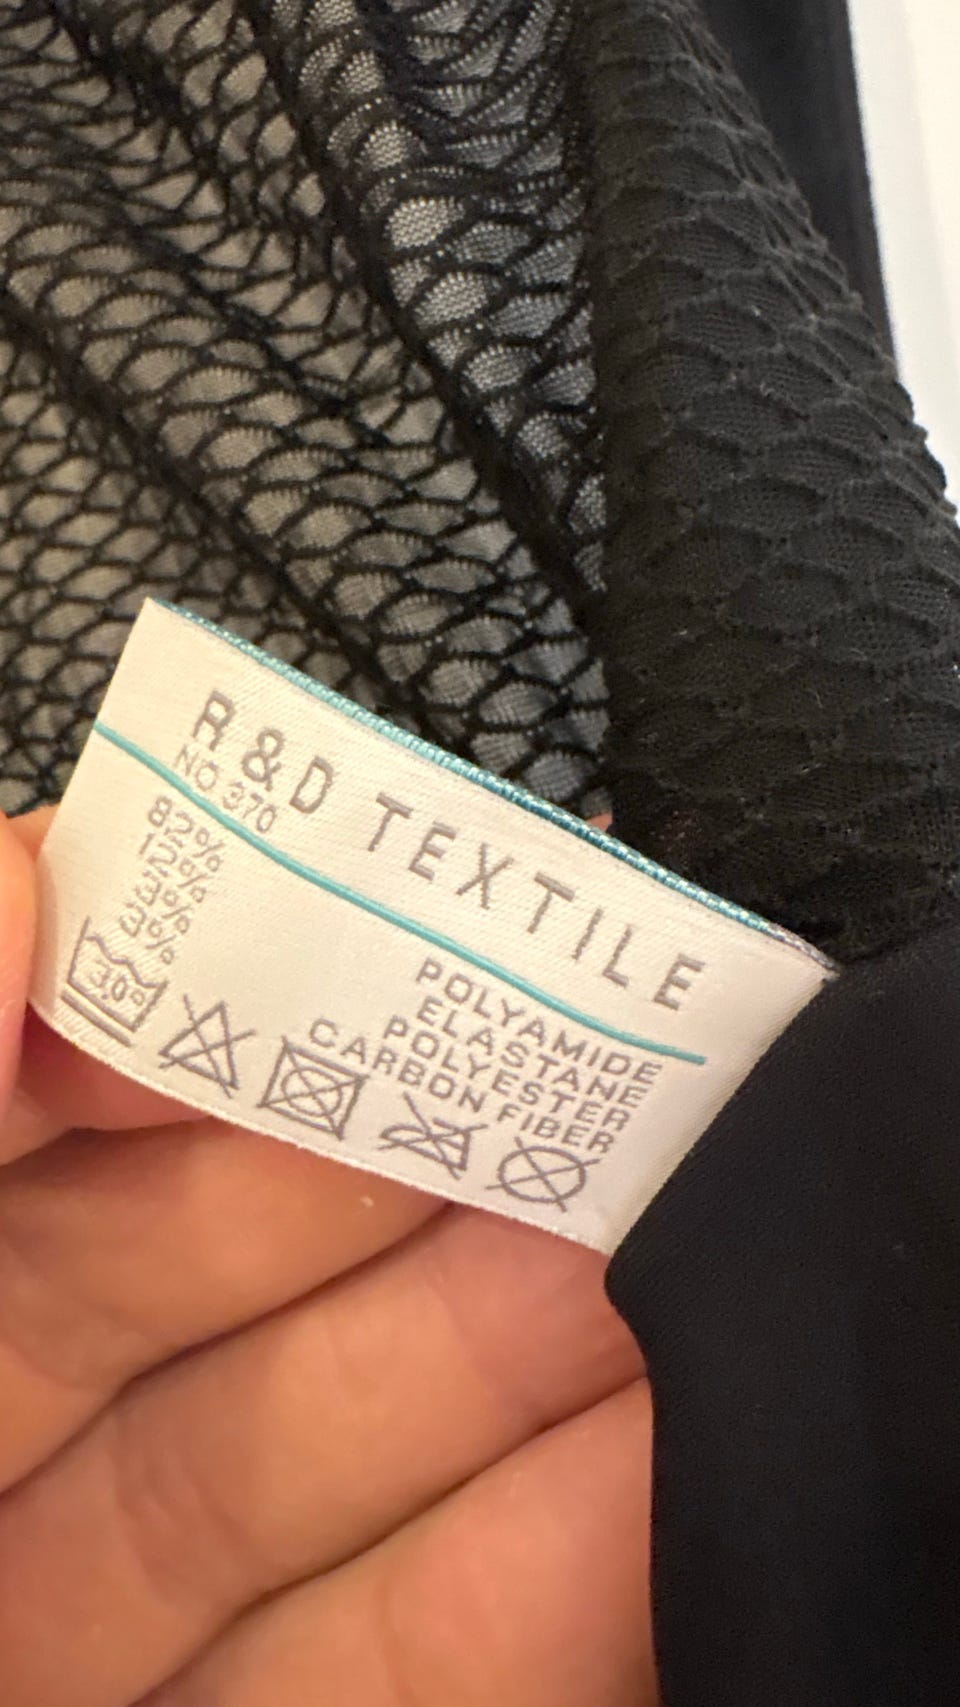 R & D TEXTILE
NO 370
82% POLYAMIDE
12% ELASTANE
3% POLYESTER
3% CARBON FIBER
30°